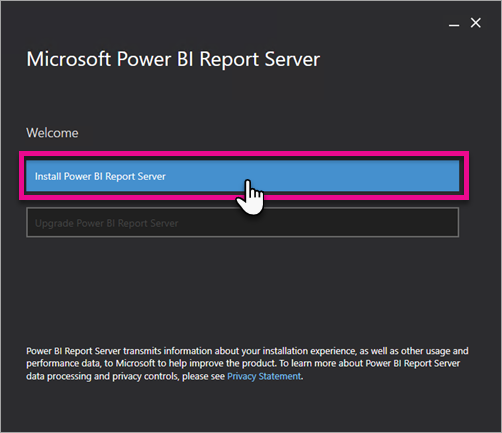 Microsoft Power BI Report Server
Welcome
Install Power BI Report Server
Upgrade Power BI Report Server
Power BI Report Server transmits information about your installation experience, as well as other usage and
performance data, to Microsoft to help improve the product. To learn more about Power BI Report Server
data processing and privacy controls, please see Privacy Statement.